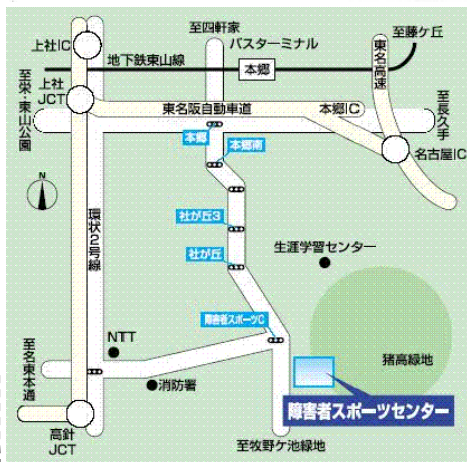 上社IC
至四軒家
バスターミナル
至藤ケ丘
地下鉄東山線
本郷
東名高速
至栄・東山公園
上社
JCT
東名阪自動車道
本郷IC
至長久手
本郷
本郷南
名古屋IC
N
環状2号線
社が丘3
生涯学習センター
社が丘
障害者スポーツC
NTT
至名東本通
猪高緑地
消防署
障害者スポーツセンター
高針
JCT
至牧野ケ池緑地